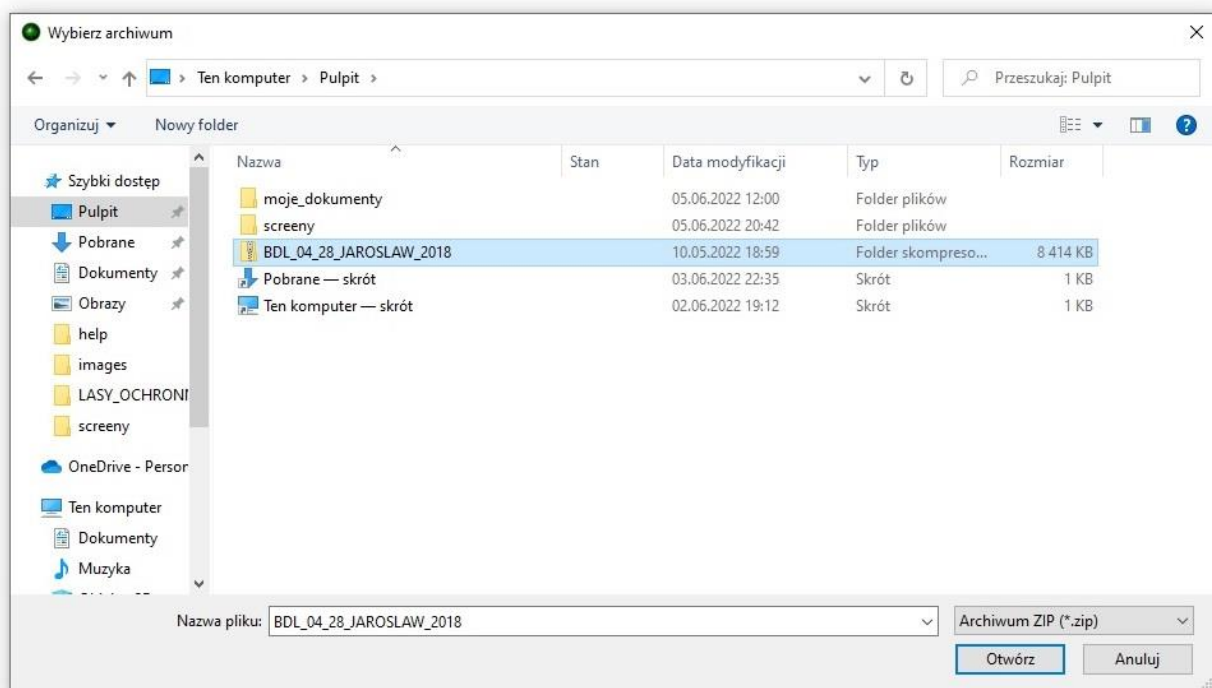 Wybierz archiwum
Ten komputer › Pulpit ›
Przeszukaj: Pulpit
Organizuj
Nowy folder
Szybki dostęp
Pulpit
Pobrane
Dokumenty
Obrazy
help
images
LASY_OCHRONN
screeny
OneDrive - Person
Ten komputer
Dokumenty
Muzyka
Nazwa Stan Data modyfikacji Typ Rozmiar
moje_dokumenty 05.06.2022 12:00 Folder plików
screeny 05.06.2022 20:42 Folder plików
BDL_04_28_JAROSLAW_2018 10.05.2022 18:59 Folder skompreso... 8 414 KB
Pobrane — skrót 03.06.2022 22:35 Skrót 1 KB
Ten komputer — skrót 02.06.2022 19:12 Skrót 1 KB
Nazwa pliku: BDL_04_28_JAROSLAW_2018
Archiwum ZIP (*.zip)
Otwórz Anuluj